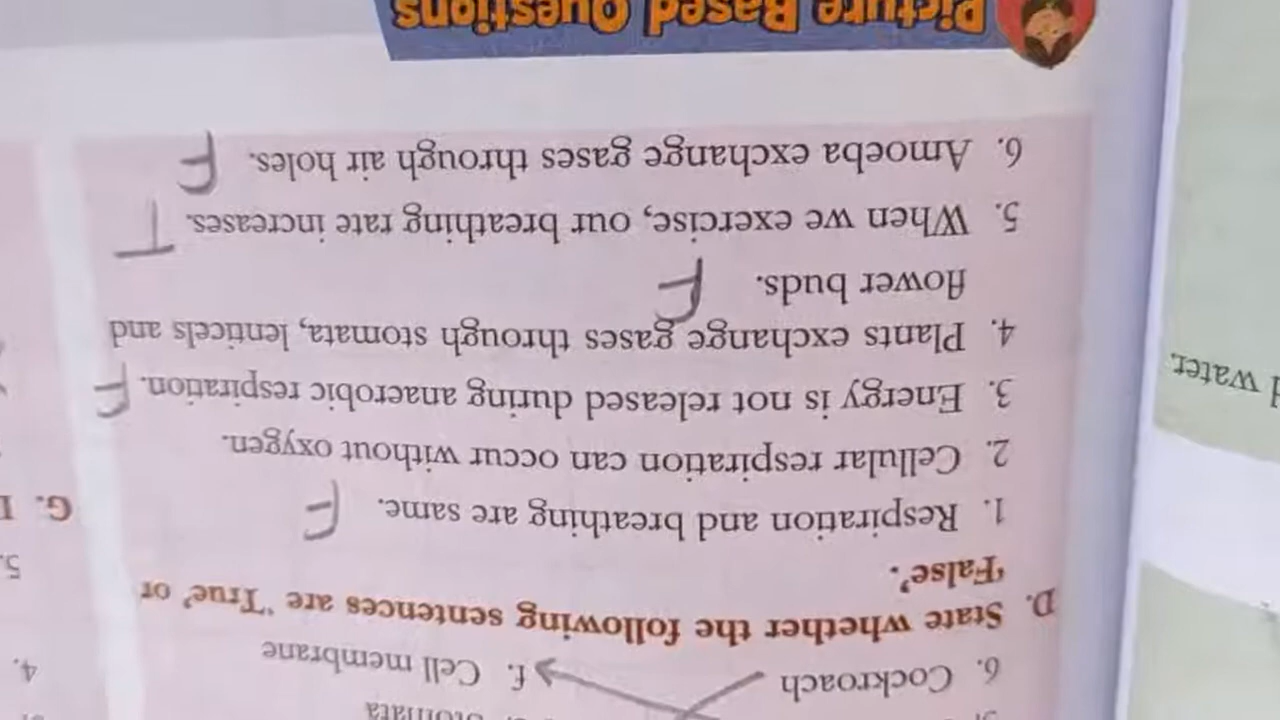 6. Cockroach f. Cell membrane
D. State whether the following sentences are 'True' or
'False'.
1. Respiration and breathing are same. F
2. Cellular respiration can occur without oxygen.
3. Energy is not released during anaerobic respiration. F
4. Plants exchange gases through stomata, lenticels and
flower buds. F
5. When we exercise, our breathing rate increases. T
6. Amoeba exchange gases through air holes. F
Picture Based Questions
water.
4.
5.
G.